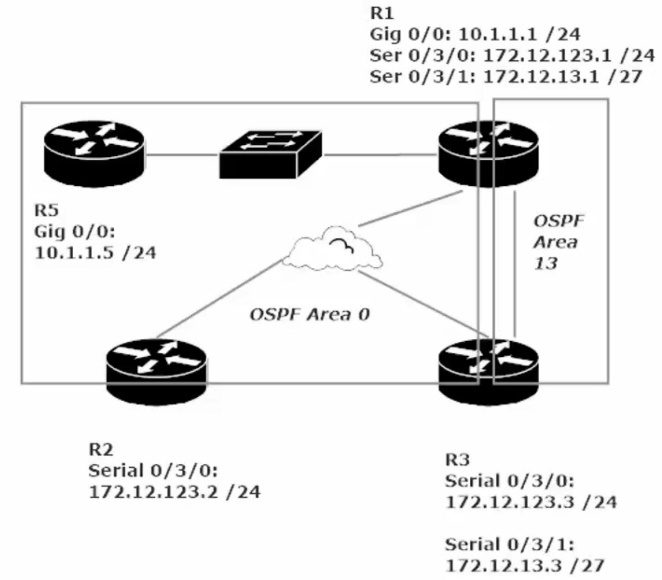 R1
Gig 0/0: 10.1.1.1 /24
Ser 0/3/0: 172.12.123.1 /24
Ser 0/3/1: 172.12.13.1 /27
R5
Gig 0/0:
10.1.1.5 /24
OSPF
Area
13
OSPF Area 0
R2
Serial 0/3/0:
172.12.123.2 /24
R3
Serial 0/3/0:
172.12.123.3 /24
Serial 0/3/1:
172.12.13.3 /27